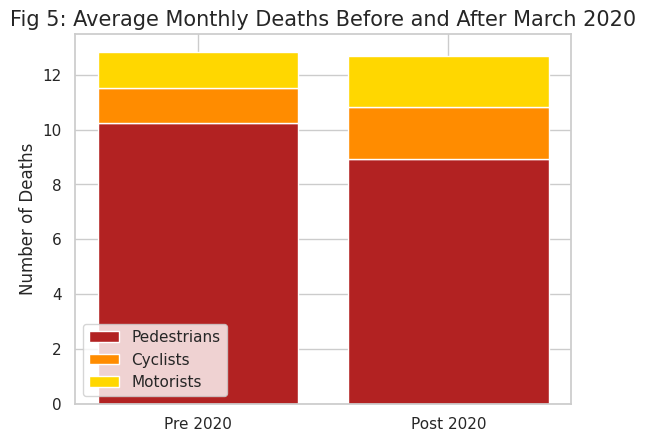 Fig 5: Average Monthly Deaths Before and After March 2020
Number of Deaths
12
10
8
6
4
2
0
Pedestrians
Cyclists
Motorists
Pre 2020
Post 2020